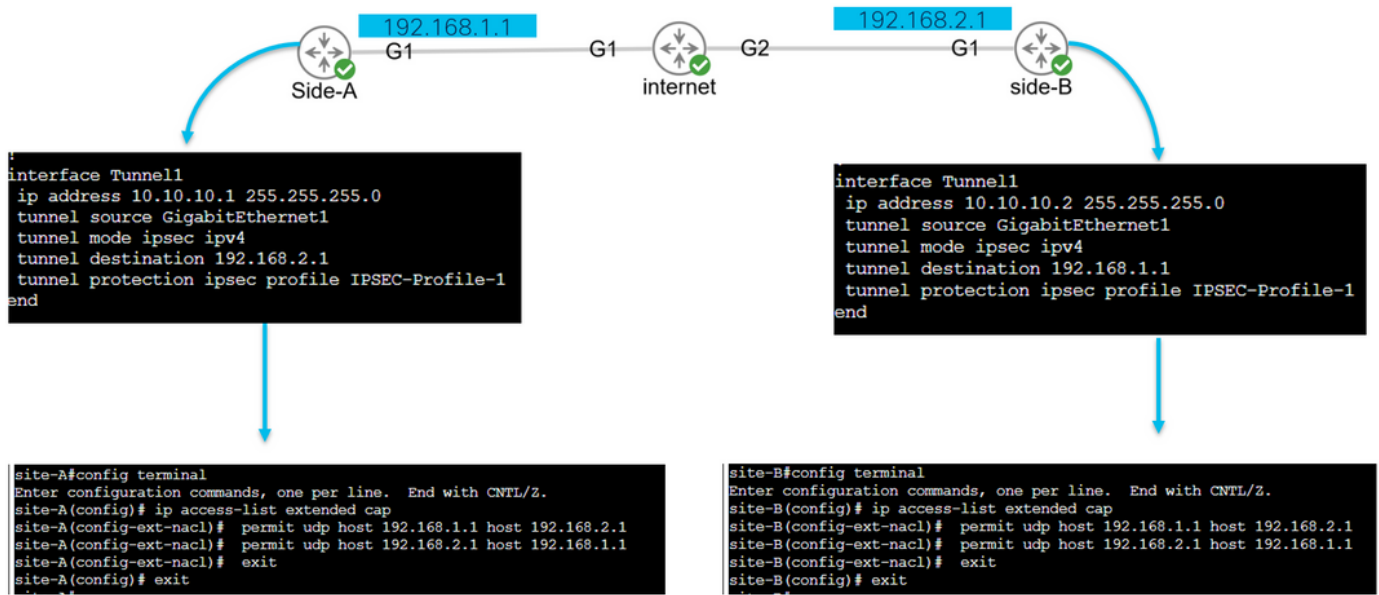 192.168.1.1
192.168.2.1
G1
G1
G2
G1
Side-A
internet
side-B
!
interface Tunnel1
ip address 10.10.10.1 255.255.255.0
tunnel source GigabitEthernet1
tunnel mode ipsec ipv4
tunnel destination 192.168.2.1
tunnel protection ipsec profile IPSEC-Profile-1
end
interface Tunnel1
ip address 10.10.10.2 255.255.255.0
tunnel source GigabitEthernet1
tunnel mode ipsec ipv4
tunnel destination 192.168.1.1
tunnel protection ipsec profile IPSEC-Profile-1
end
site-A#config terminal
Enter configuration commands, one per line.  End with CNTL/Z.
site-A(config)# ip access-list extended cap
site-A(config-ext-nacl)#  permit udp host 192.168.1.1 host 192.168.2.1
site-A(config-ext-nacl)#  permit udp host 192.168.2.1 host 192.168.1.1
site-A(config-ext-nacl)#  exit
site-A(config)# exit
site-B#config terminal
Enter configuration commands, one per line.  End with CNTL/Z.
site-B(config)# ip access-list extended cap
site-B(config-ext-nacl)#  permit udp host 192.168.1.1 host 192.168.2.1
site-B(config-ext-nacl)#  permit udp host 192.168.2.1 host 192.168.1.1
site-B(config-ext-nacl)#  exit
site-B(config)# exit